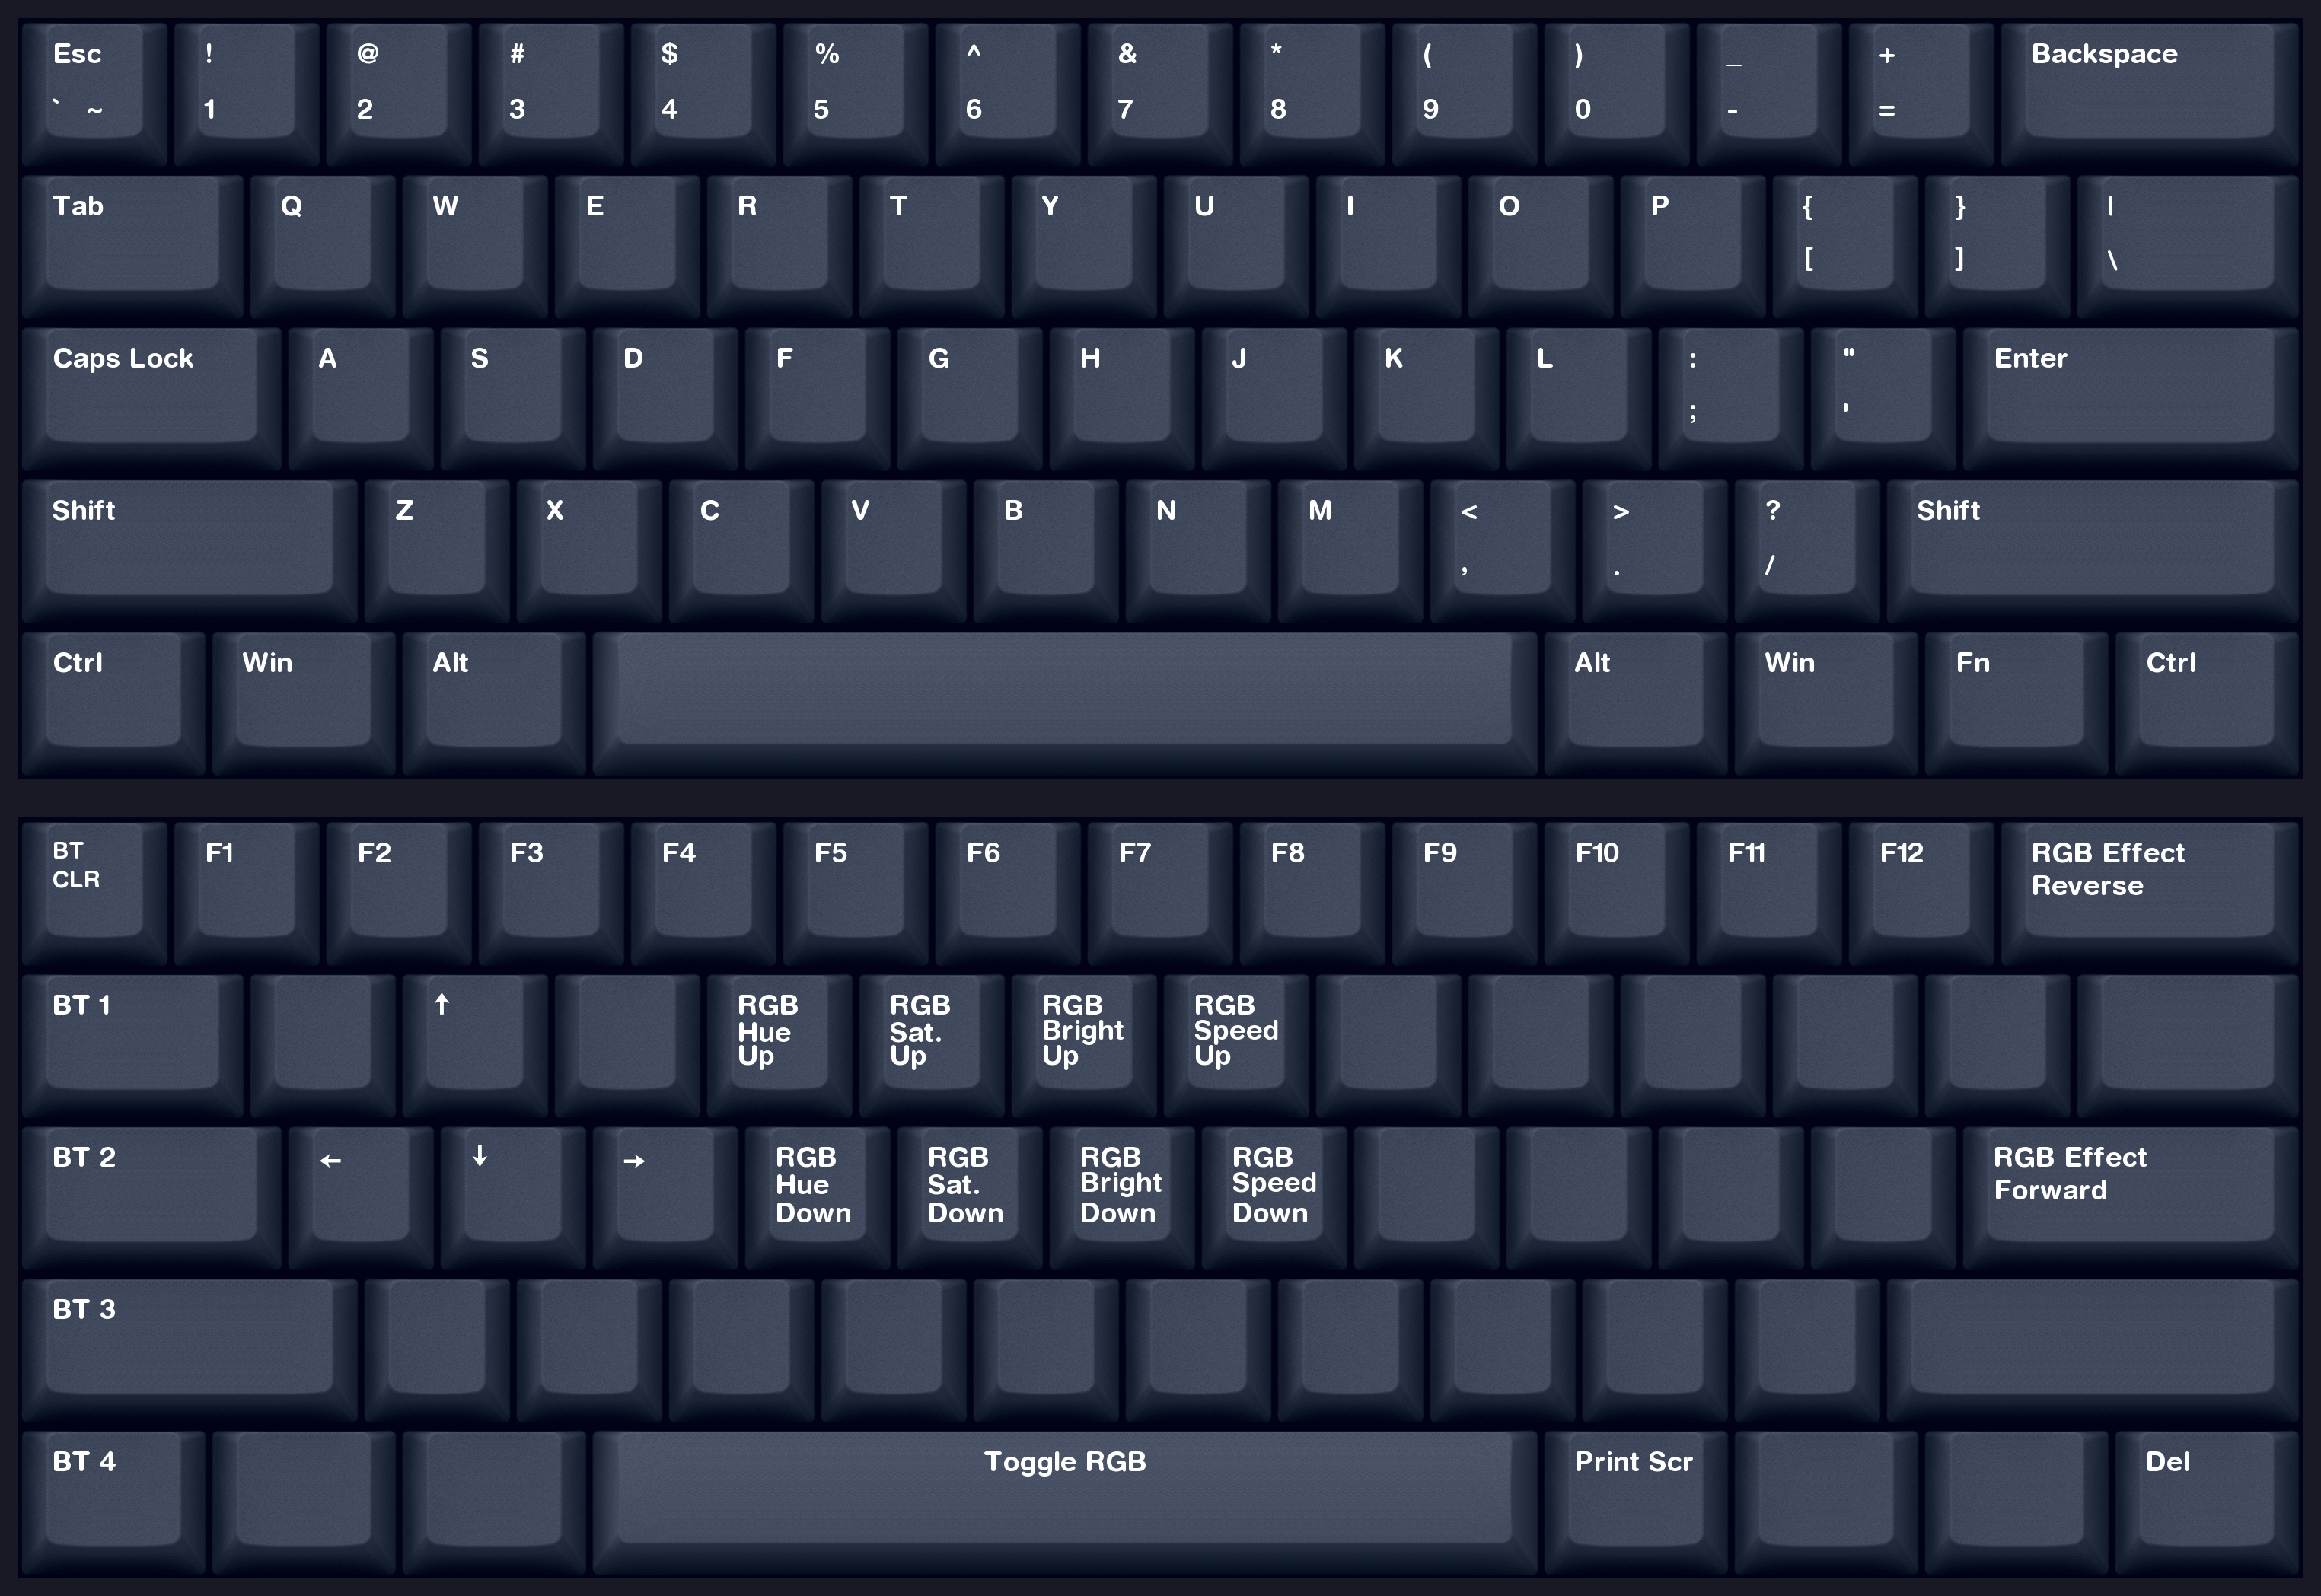 Esc ! @ # $ % ^ & * ( ) _ + Backspace
` ~ 1 2 3 4 5 6 7 8 9 0 - =
Tab Q W E R T Y U I O P { } |
[ ] \
Caps Lock A S D F G H J K L : " Enter
; '
Shift Z X C V B N M < > ? Shift
, . /
Ctrl Win Alt Alt Win Fn Ctrl
BT F1 F2 F3 F4 F5 F6 F7 F8 F9 F10 F11 F12 RGB Effect
CLR Reverse
BT 1 ↑ RGB RGB RGB RGB
Hue Sat. Bright Speed
Up Up Up Up
BT 2 ← ↓ → RGB RGB RGB RGB RGB Effect
Hue Sat. Bright Speed Forward
Down Down Down Down
BT 3
BT 4 Toggle RGB Print Scr Del